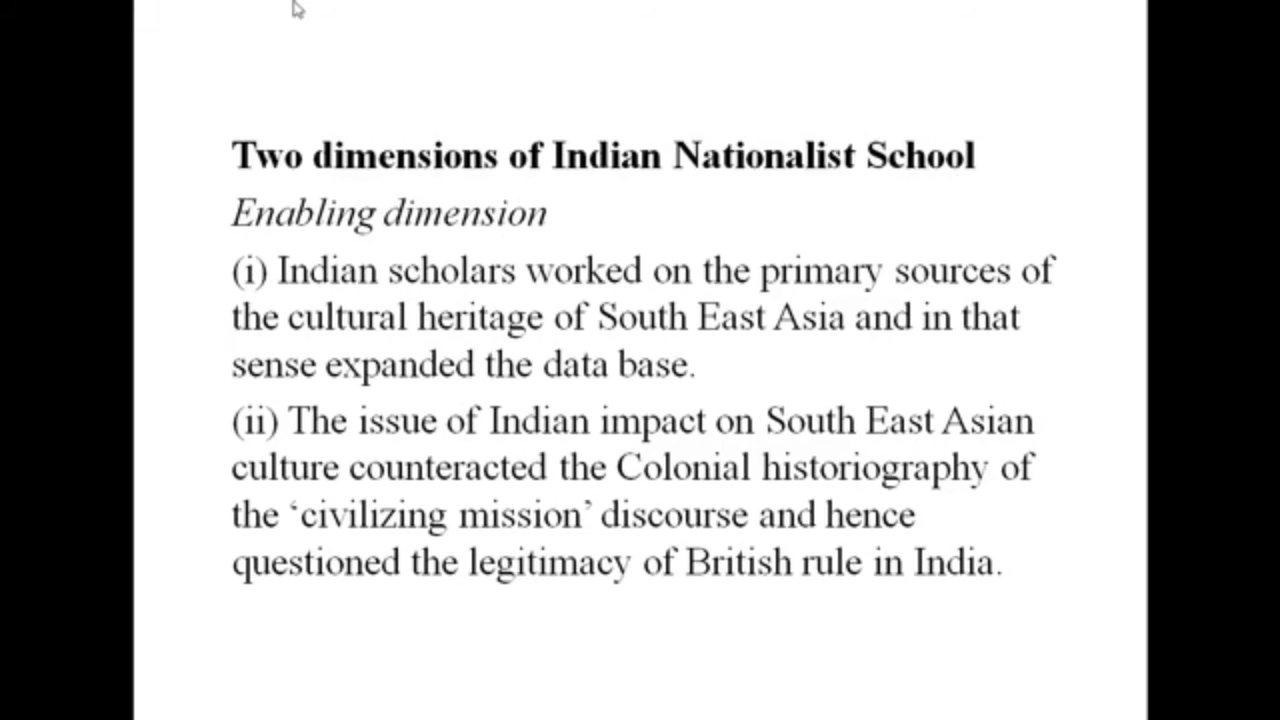 Two dimensions of Indian Nationalist School
Enabling dimension
(i) Indian scholars worked on the primary sources of
the cultural heritage of South East Asia and in that
sense expanded the data base.
(ii) The issue of Indian impact on South East Asian
culture counteracted the Colonial historiography of
the ‘civilizing mission’ discourse and hence
questioned the legitimacy of British rule in India.